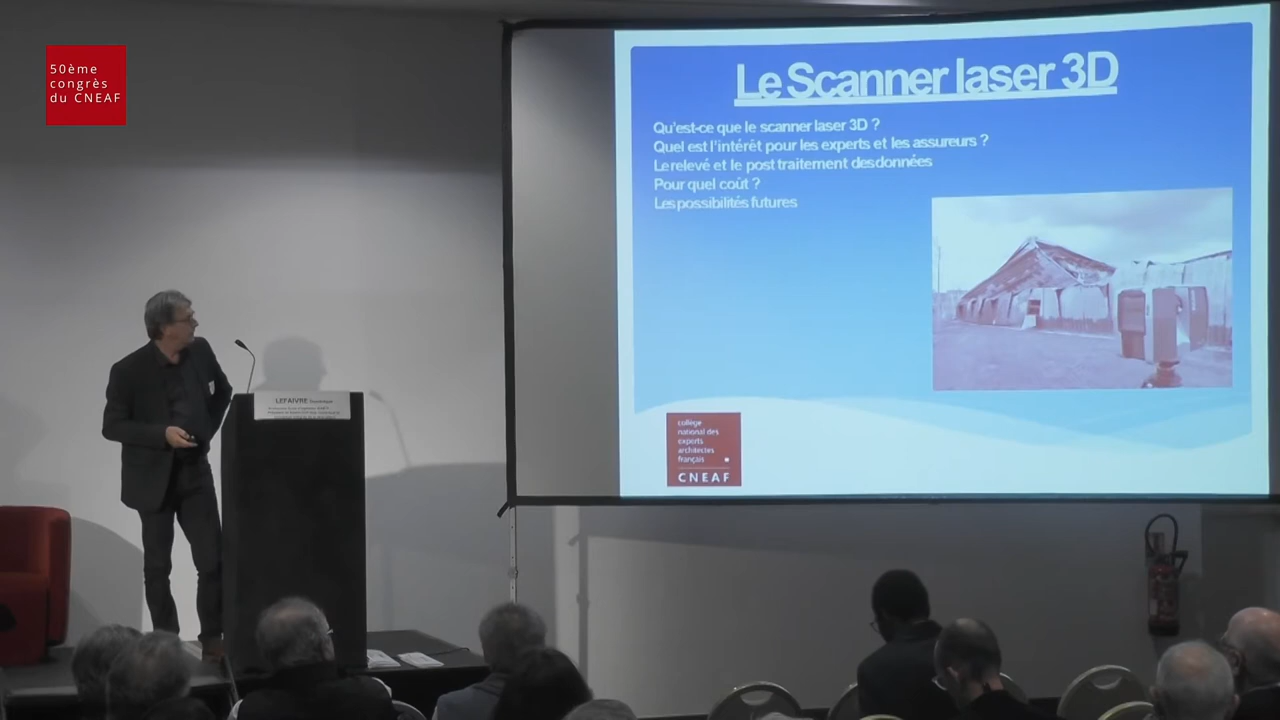 50ème
congrès
du CNEAF
Le Scanner laser 3D
Qu'est-ce que le scanner laser 3D ?
Quel est l'intérêt pour les experts et les assureurs ?
Le relevé et le post traitement des données
Pour quel coût ?
Les possibilités futures
collège
national des
experts
architectes
français
CNEAF
LEFAIVRE